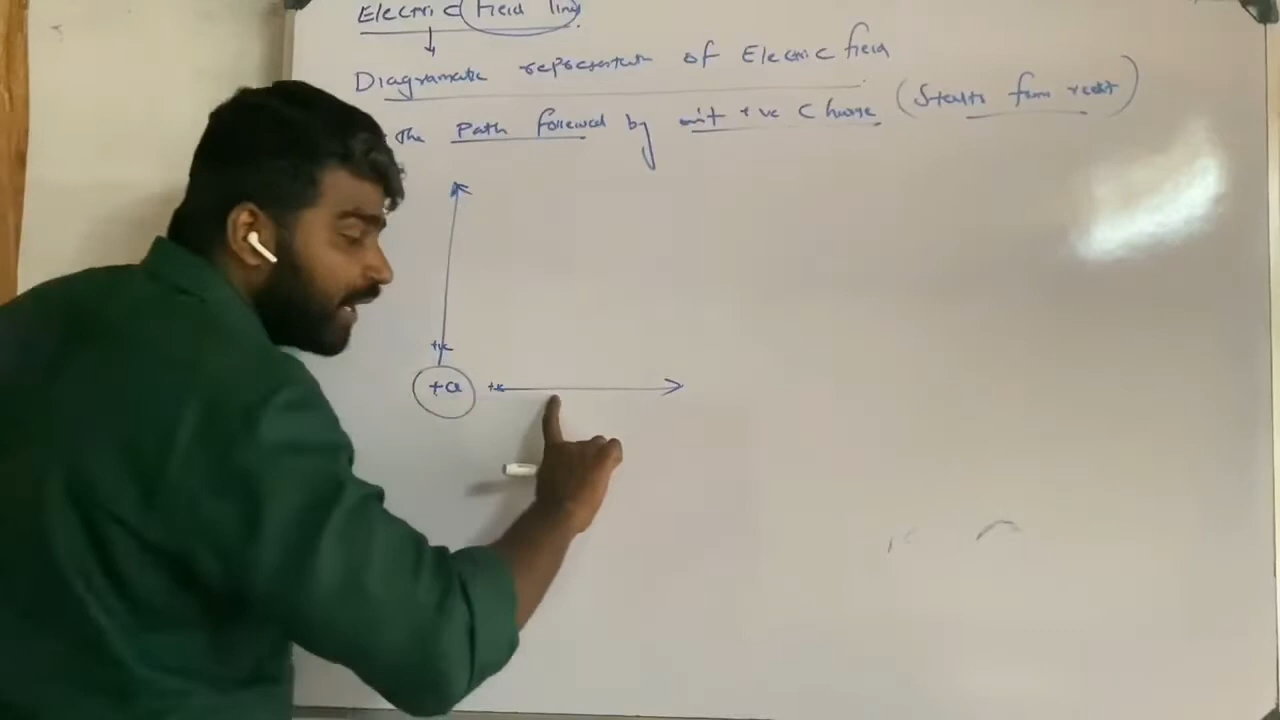 Electric field line
Diagramatic representatn of Electric field
The Path followed by unit +ve Charge (Starts from rest)
+ve
+Q +ve